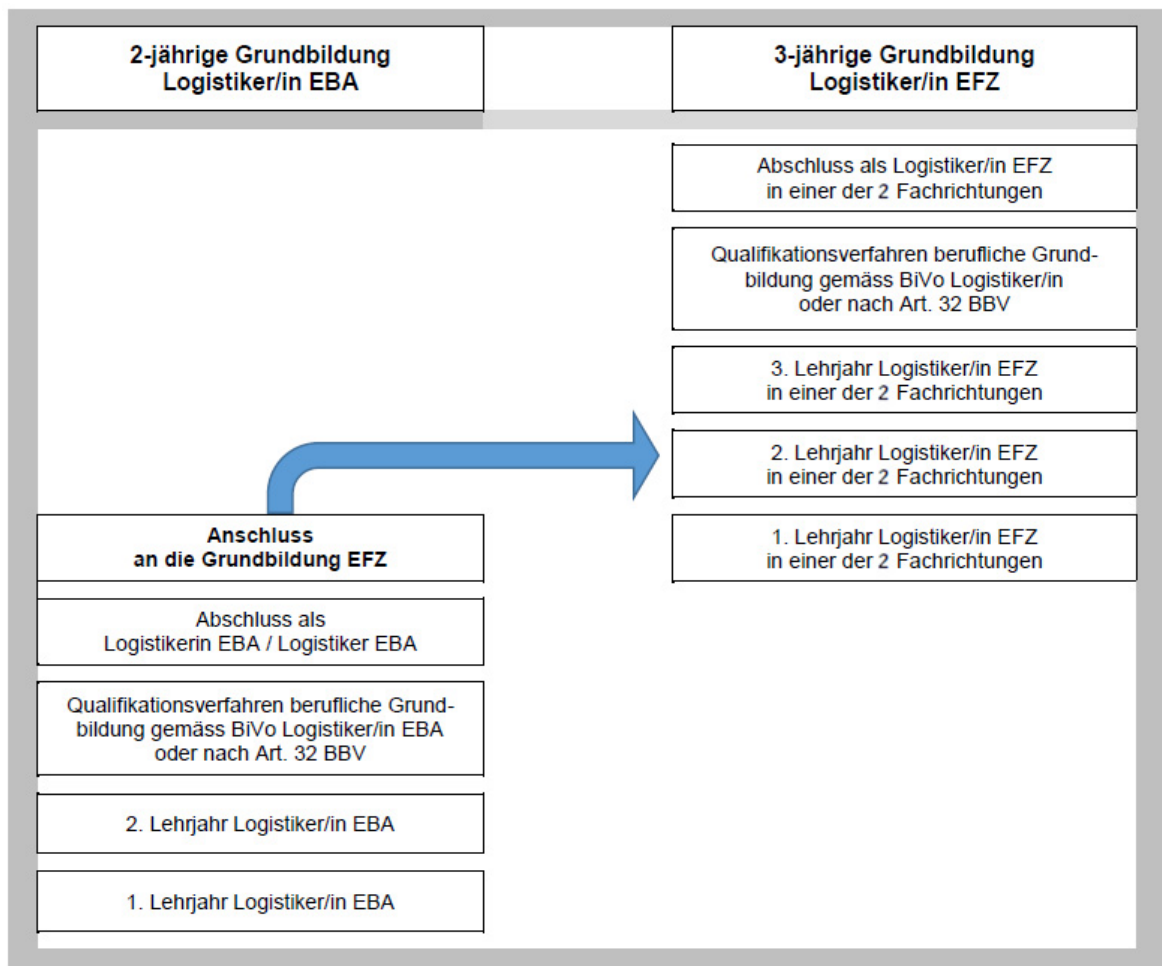 2-jährige Grundbildung
Logistiker/in EBA
3-jährige Grundbildung
Logistiker/in EFZ
Abschluss als Logistiker/in EFZ
in einer der 2 Fachrichtungen
Qualifikationsverfahren berufliche Grund-
bildung gemäss BiVo Logistiker/in
oder nach Art. 32 BBV
3. Lehrjahr Logistiker/in EFZ
in einer der 2 Fachrichtungen
2. Lehrjahr Logistiker/in EFZ
in einer der 2 Fachrichtungen
1. Lehrjahr Logistiker/in EFZ
in einer der 2 Fachrichtungen
Anschluss
an die Grundbildung EFZ
Abschluss als
Logistikerin EBA / Logistiker EBA
Qualifikationsverfahren berufliche Grund-
bildung gemäss BiVo Logistiker/in EBA
oder nach Art. 32 BBV
2. Lehrjahr Logistiker/in EBA
1. Lehrjahr Logistiker/in EBA